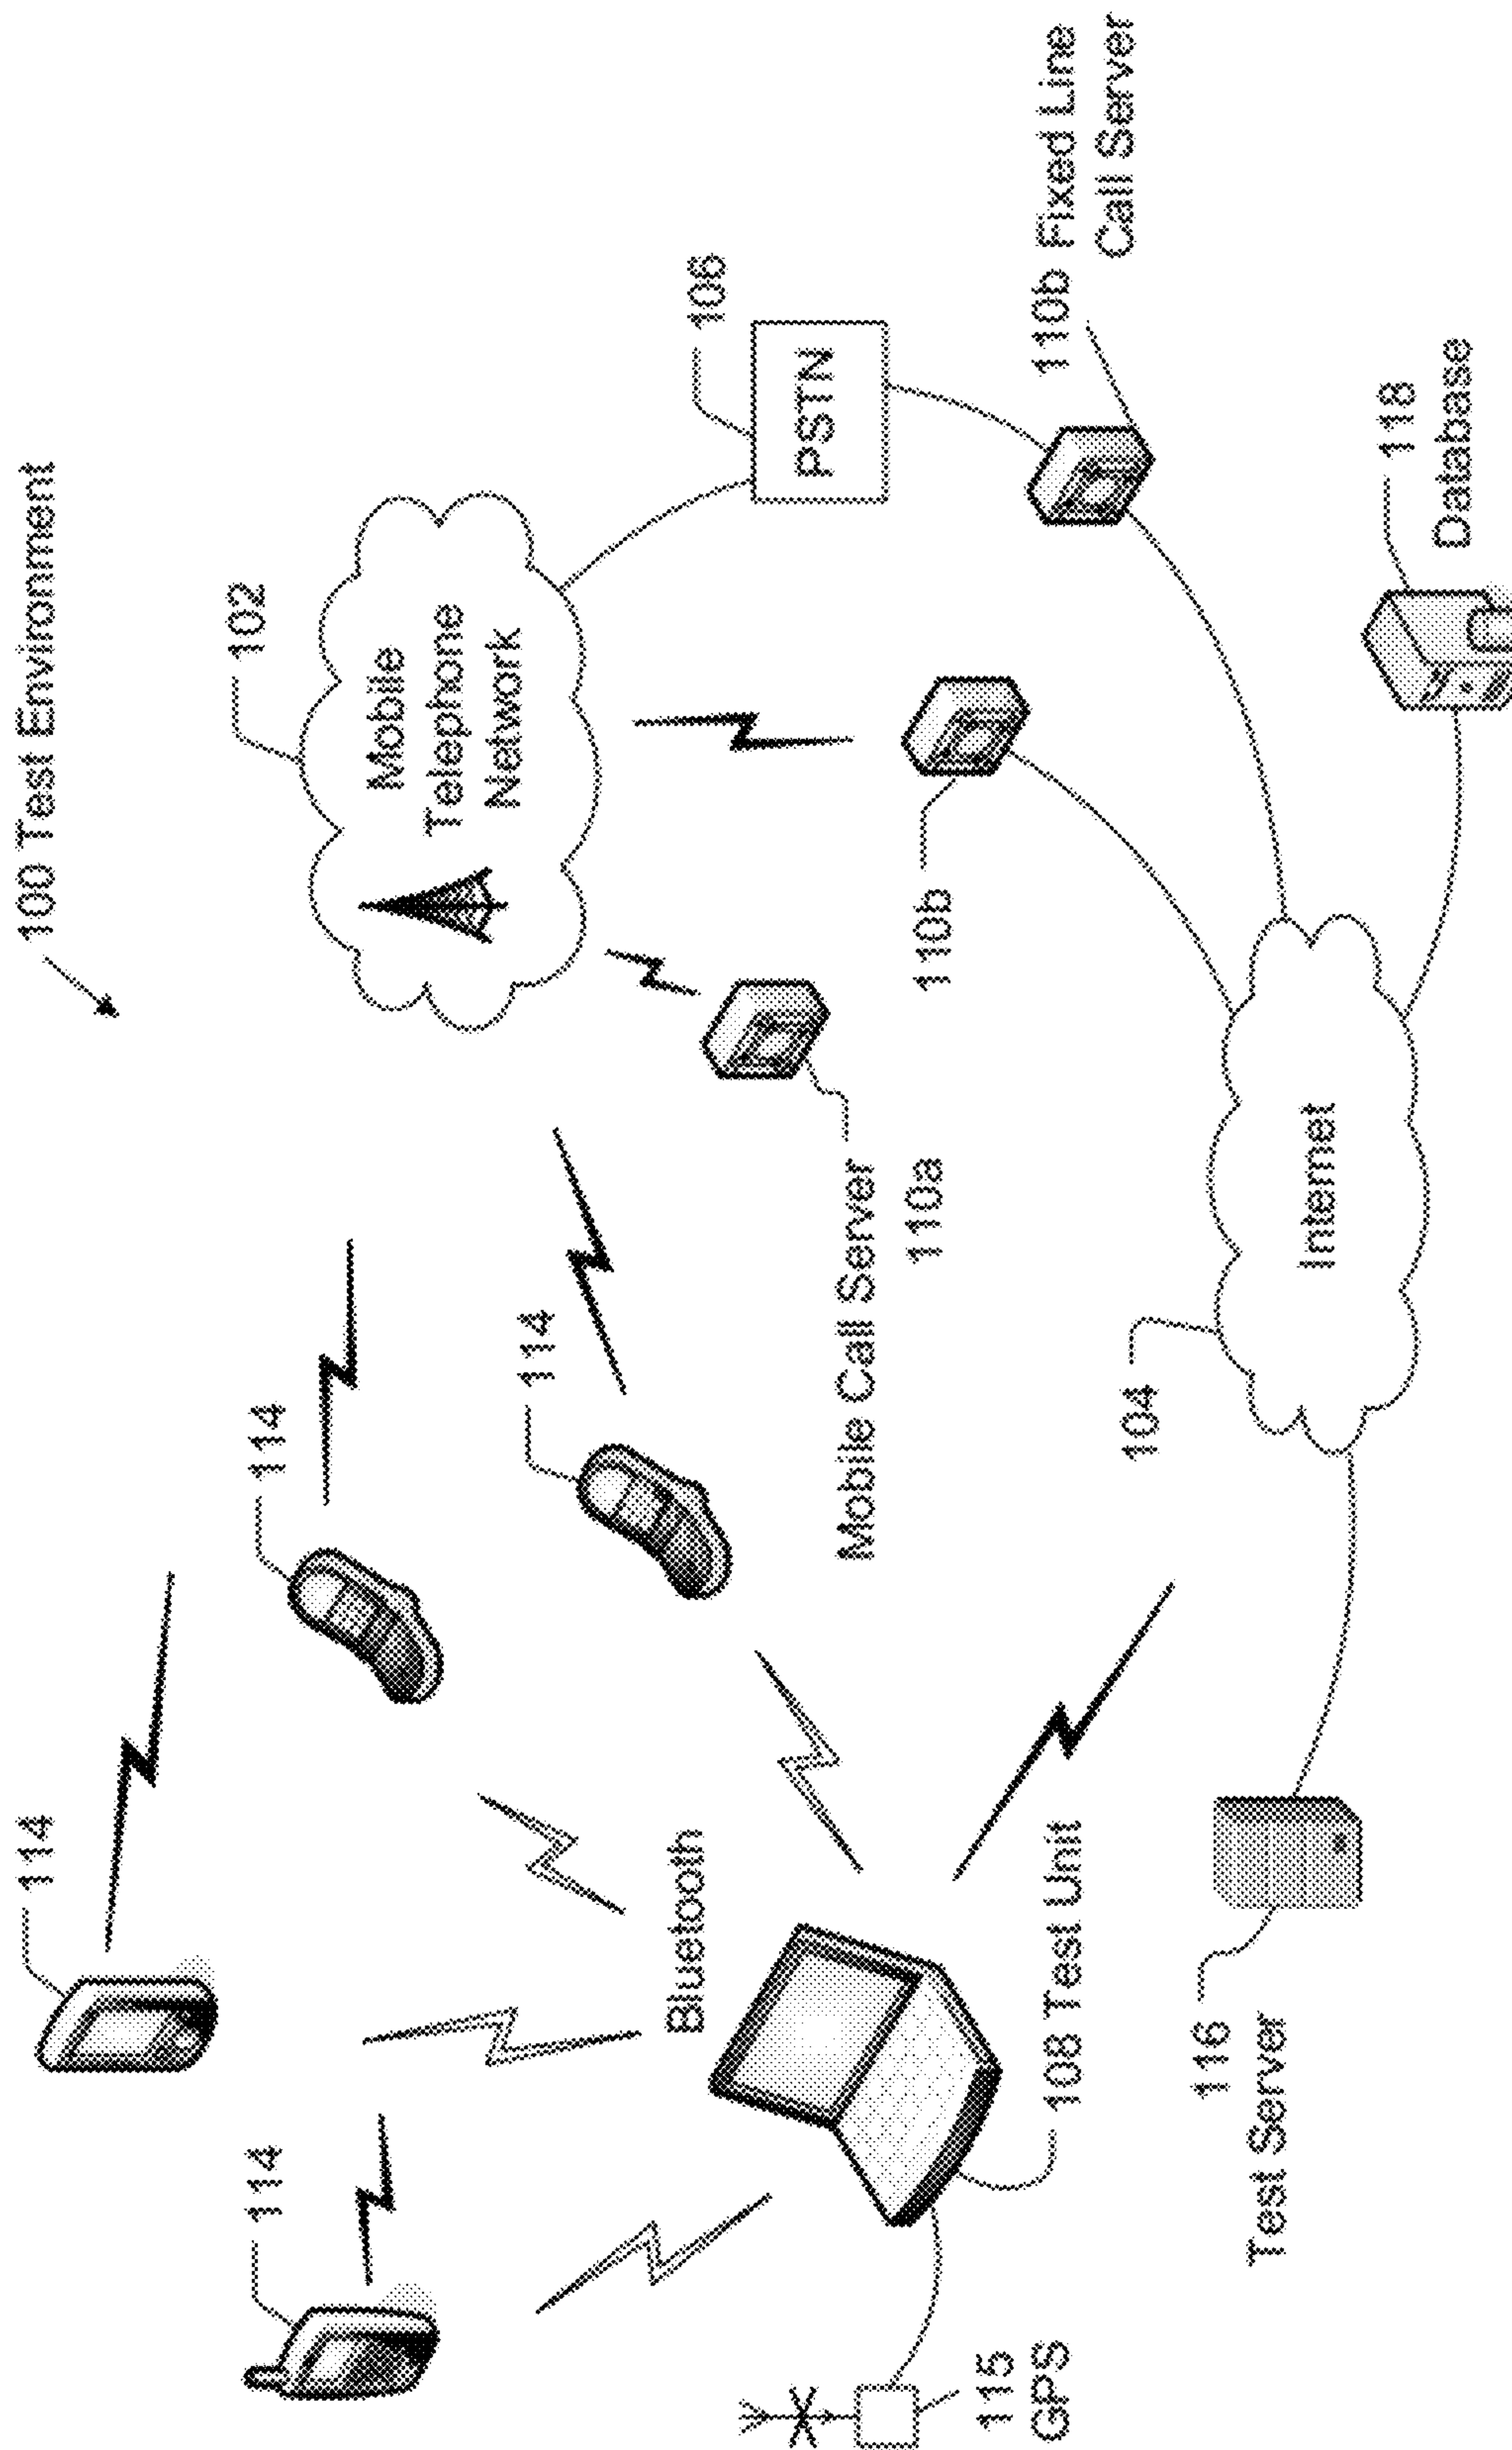 100 Test Environment
114
102
114
114
114
Mobile
Telephone
Network
106
PSTN
Bluetooth
Mobile Call Server
110a
110b
110b Fixed Line
Call Server
115
GPS
108 Test Unit
104
Internet
116
Test Server
118
Database